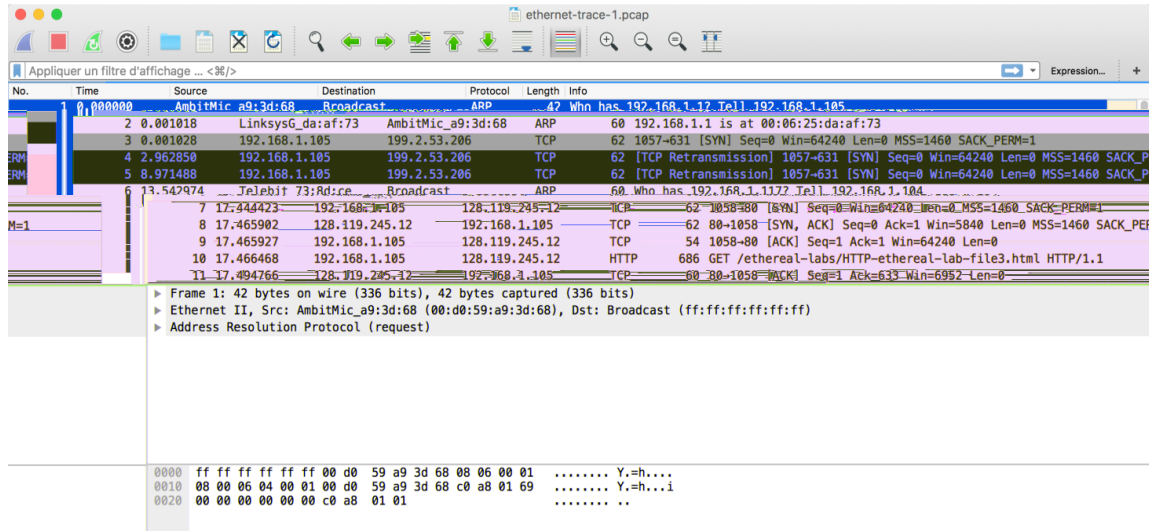 ethernet-trace-1.pcap
Appliquer un filtre d'affichage ... <⌘/>
Expression... +
No. Time Source Destination Protocol Length Info
1 0.000000 AmbitMic_a9:3d:68 Broadcast ARP 42 Who has 192.168.1.1? Tell 192.168.1.105
2 0.001018 LinksysG_da:af:73 AmbitMic_a9:3d:68 ARP 60 192.168.1.1 is at 00:06:25:da:af:73
3 0.001028 192.168.1.105 199.2.53.206 TCP 62 1057→631 [SYN] Seq=0 Win=64240 Len=0 MSS=1460 SACK_PERM=1
ERM= 4 2.962850 192.168.1.105 199.2.53.206 TCP 62 [TCP Retransmission] 1057→631 [SYN] Seq=0 Win=64240 Len=0 MSS=1460 SACK_P
ERM= 5 8.971488 192.168.1.105 199.2.53.206 TCP 62 [TCP Retransmission] 1057→631 [SYN] Seq=0 Win=64240 Len=0 MSS=1460 SACK_P
6 13.542974 Telebit_73:8d:ce Broadcast ARP 60 Who has 192.168.1.117? Tell 192.168.1.104
7 17.444423 192.168.1.105 128.119.245.12 TCP 62 1058→80 [SYN] Seq=0 Win=64240 Len=0 MSS=1460 SACK_PERM=1
M=1 8 17.465902 128.119.245.12 192.168.1.105 TCP 62 80→1058 [SYN, ACK] Seq=0 Ack=1 Win=5840 Len=0 MSS=1460 SACK_PER
9 17.465927 192.168.1.105 128.119.245.12 TCP 54 1058→80 [ACK] Seq=1 Ack=1 Win=64240 Len=0
10 17.466468 192.168.1.105 128.119.245.12 HTTP 686 GET /ethereal-labs/HTTP-ethereal-lab-file3.html HTTP/1.1
11 17.494766 128.119.245.12 192.168.1.105 TCP 60 80→1058 [ACK] Seq=1 Ack=633 Win=6952 Len=0
Frame 1: 42 bytes on wire (336 bits), 42 bytes captured (336 bits)
Ethernet II, Src: AmbitMic_a9:3d:68 (00:d0:59:a9:3d:68), Dst: Broadcast (ff:ff:ff:ff:ff:ff)
Address Resolution Protocol (request)
0000 ff ff ff ff ff ff 00 d0 59 a9 3d 68 08 06 00 01 ........ Y.=h....
0010 08 00 06 04 00 01 00 d0 59 a9 3d 68 c0 a8 01 69 ........ Y.=h...i
0020 00 00 00 00 00 00 c0 a8 01 01 ........ ..